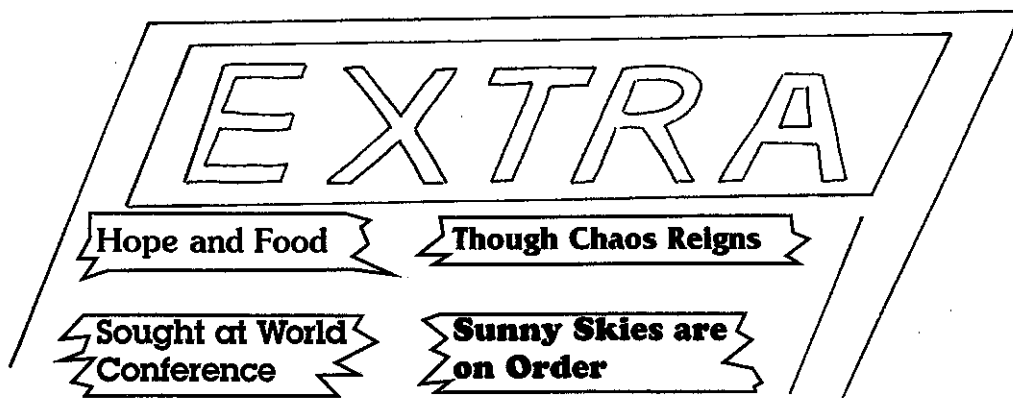 EXTRA
Hope and Food
Though Chaos Reigns
Sought at World
Conference
Sunny Skies are
on Order